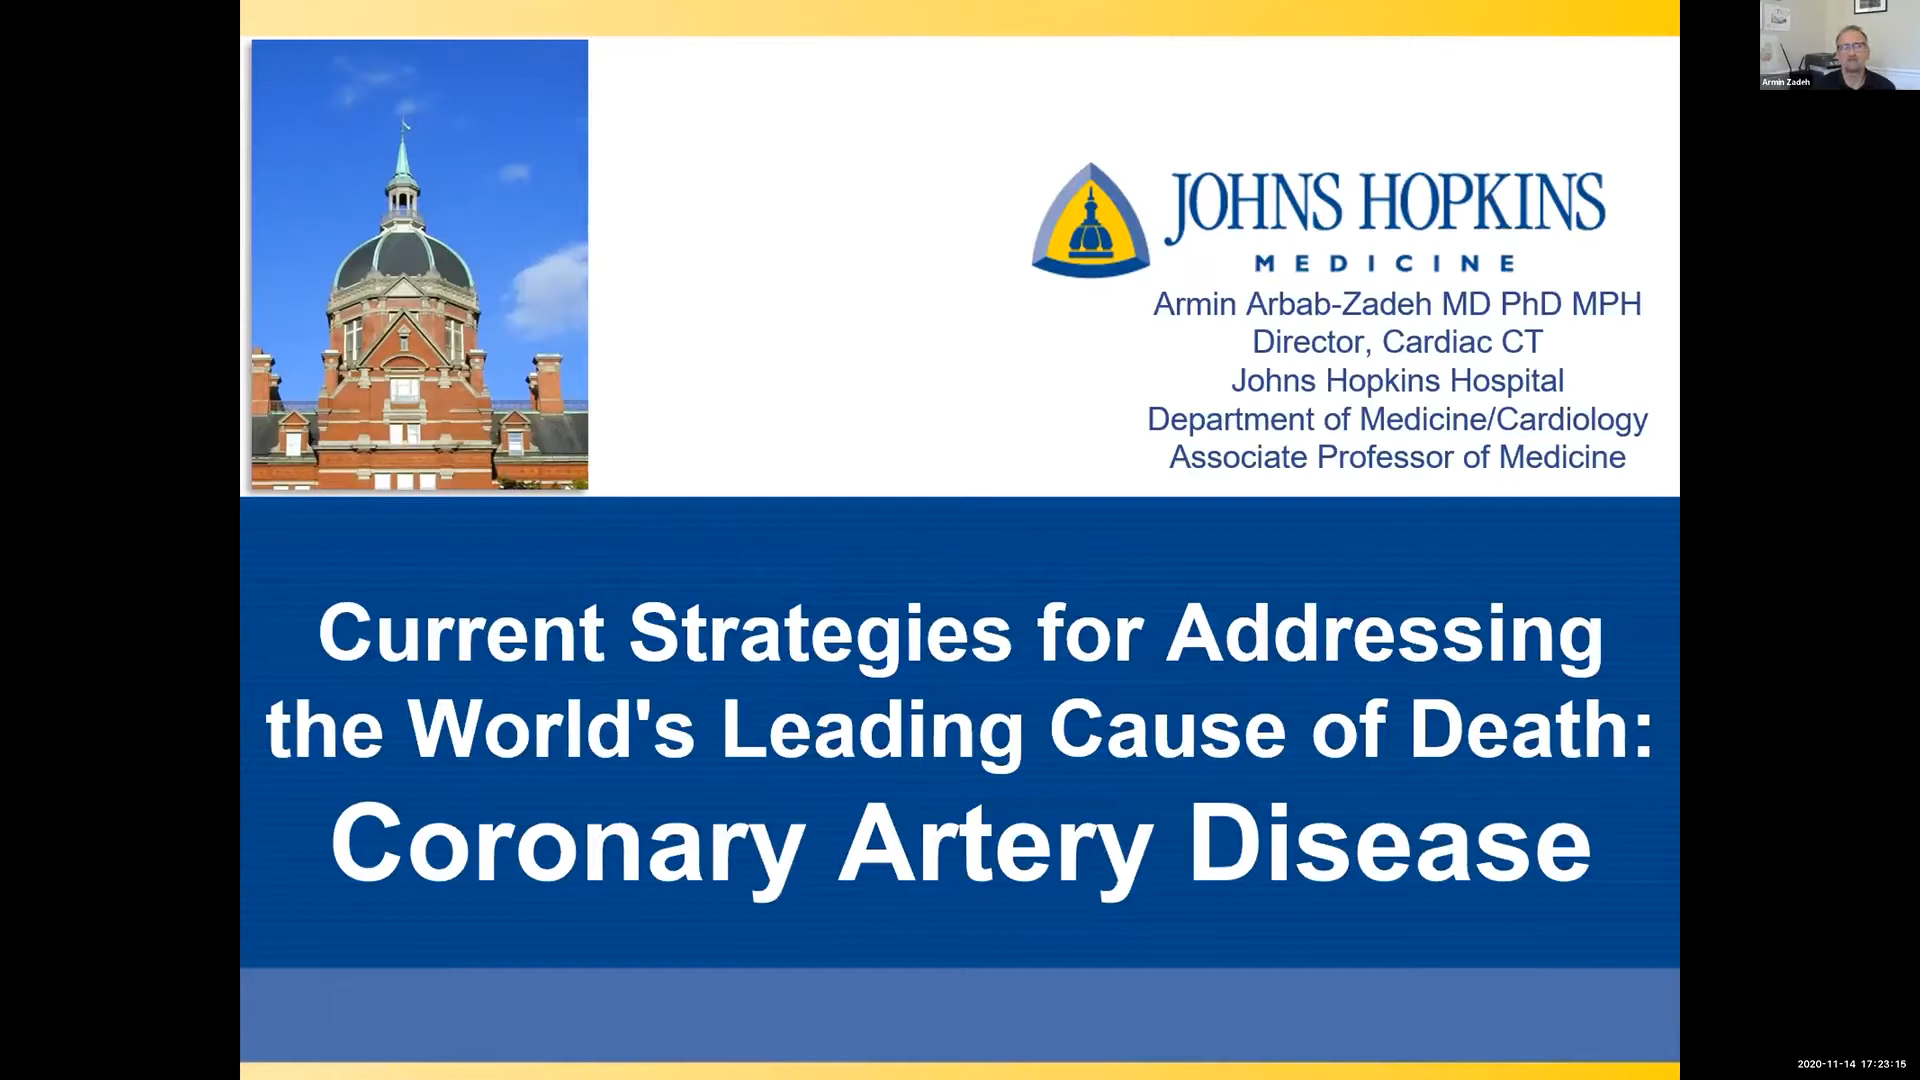 Armin Zadeh
JOHNS HOPKINS
MEDICINE
Armin Arbab-Zadeh MD PhD MPH
Director, Cardiac CT
Johns Hopkins Hospital
Department of Medicine/Cardiology
Associate Professor of Medicine
Current Strategies for Addressing
the World's Leading Cause of Death:
Coronary Artery Disease
2020-11-14 17:23:15